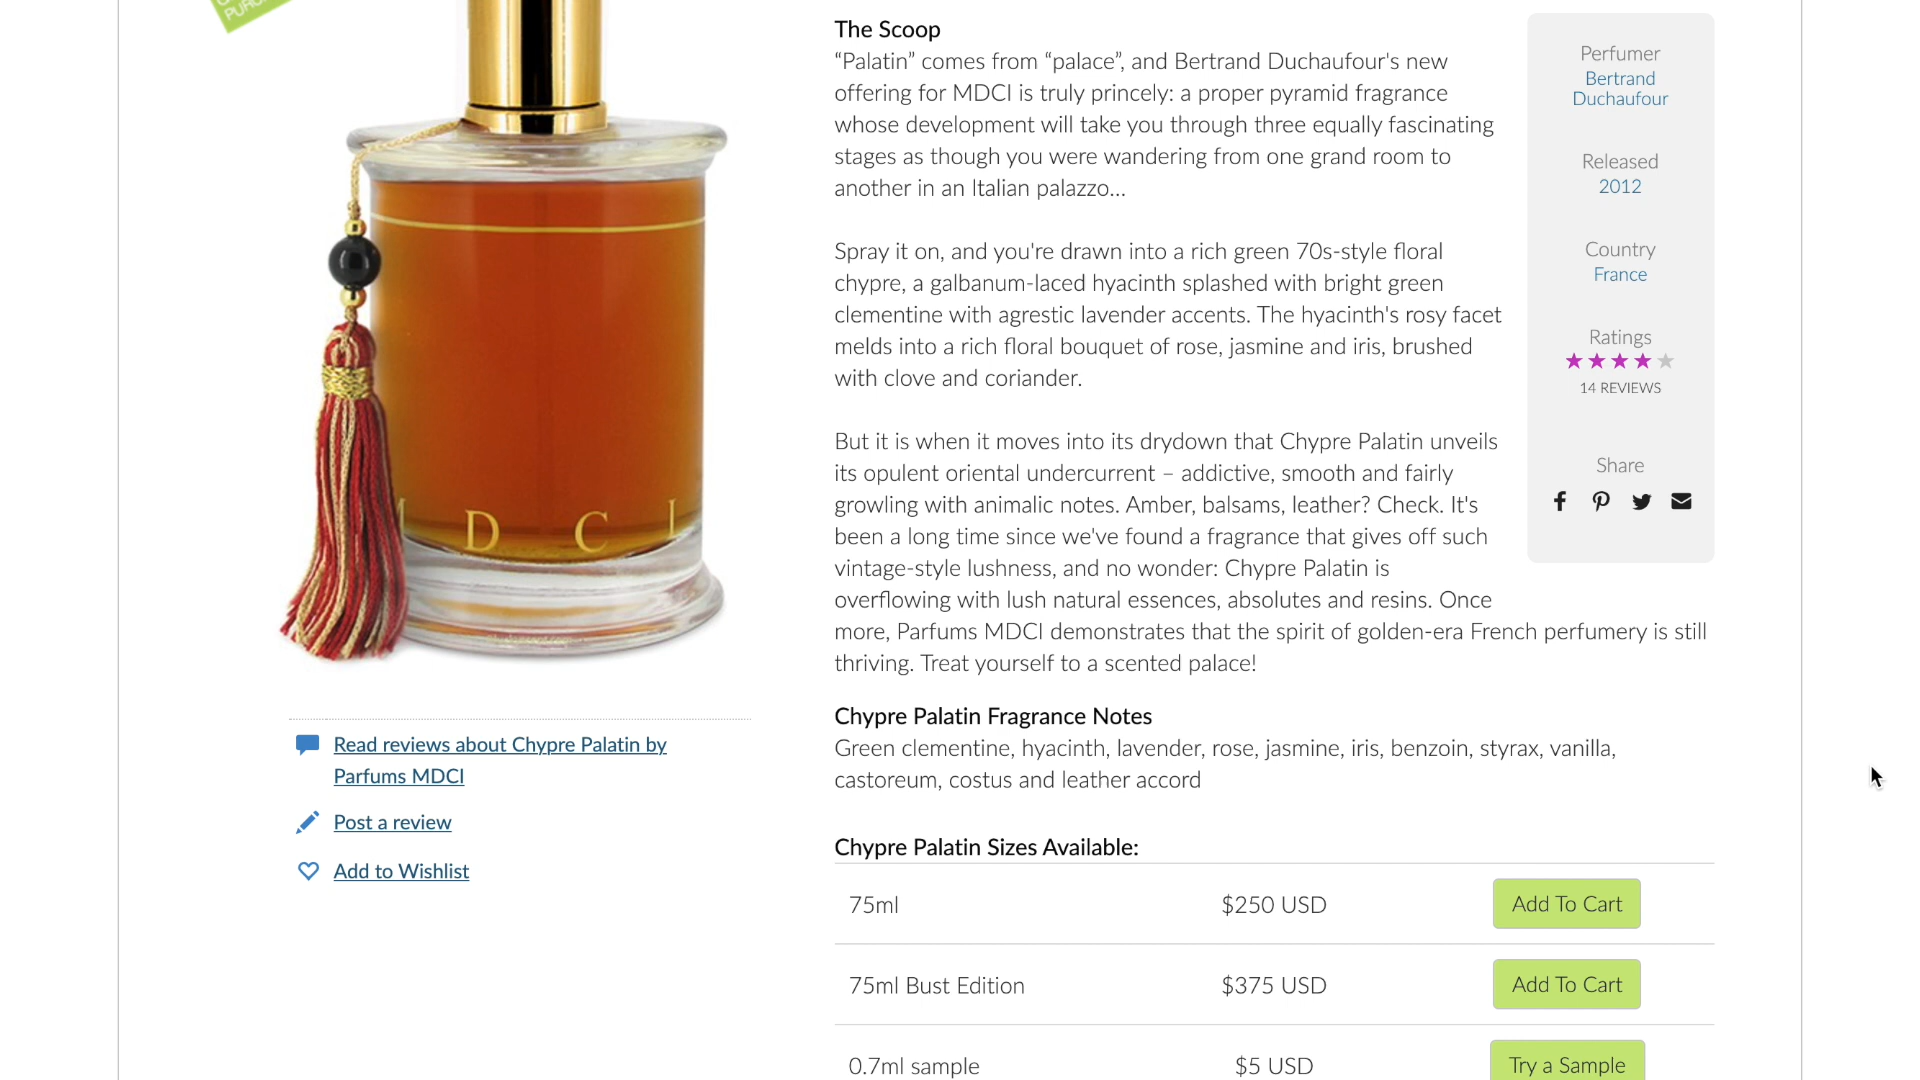 The Scoop
“Palatin” comes from “palace”, and Bertrand Duchaufour's new
offering for MDCI is truly princely: a proper pyramid fragrance
whose development will take you through three equally fascinating
stages as though you were wandering from one grand room to
another in an Italian palazzo...
Spray it on, and you're drawn into a rich green 70s-style floral
chypre, a galbanum-laced hyacinth splashed with bright green
clementine with agrestic lavender accents. The hyacinth's rosy facet
melds into a rich floral bouquet of rose, jasmine and iris, brushed
with clove and coriander.
But it is when it moves into its drydown that Chypre Palatin unveils
its opulent oriental undercurrent – addictive, smooth and fairly
growling with animalic notes. Amber, balsams, leather? Check. It's
been a long time since we've found a fragrance that gives off such
vintage-style lushness, and no wonder: Chypre Palatin is
overflowing with lush natural essences, absolutes and resins. Once
more, Parfums MDCI demonstrates that the spirit of golden-era French perfumery is still
thriving. Treat yourself to a scented palace!
Chypre Palatin Fragrance Notes
Green clementine, hyacinth, lavender, rose, jasmine, iris, benzoin, styrax, vanilla,
castoreum, costus and leather accord
Chypre Palatin Sizes Available:
75ml $250 USD Add To Cart
75ml Bust Edition $375 USD Add To Cart
0.7ml sample $5 USD Try a Sample
Perfumer
Bertrand
Duchaufour
Released
2012
Country
France
Ratings
14 REVIEWS
Share
M D C I
Read reviews about Chypre Palatin by
Parfums MDCI
Post a review
Add to Wishlist